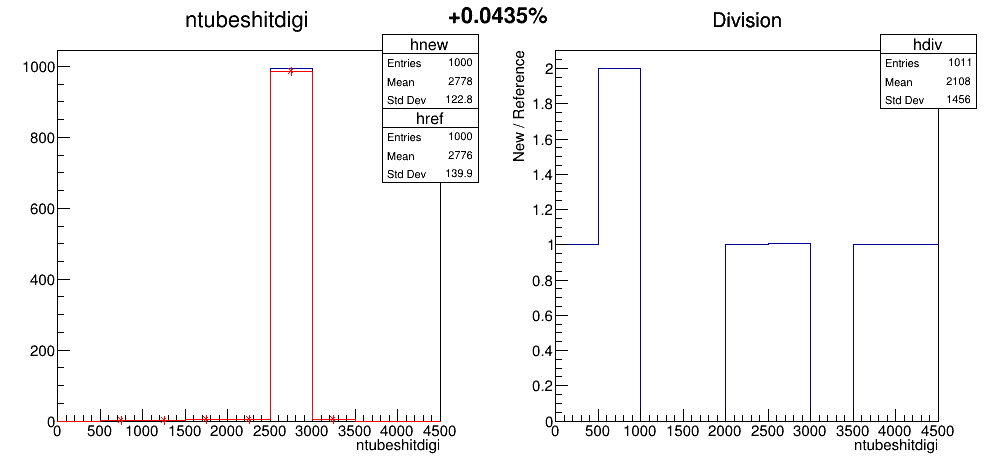 +0.0435%
ntubeshitdigi
hnew
Entries 1000
Mean 2778
Std Dev 122.8
href
Entries 1000
Mean 2776
Std Dev 139.9
1000
800
600
400
200
0
0 500 1000 1500 2000 2500 3000 3500 4000 4500
ntubeshitdigi
Division
hdiv
Entries 1011
Mean 2108
Std Dev 1456
New / Reference
2
1.8
1.6
1.4
1.2
1
0.8
0.6
0.4
0.2
0
0 500 1000 1500 2000 2500 3000 3500 4000 4500
ntubeshitdigi